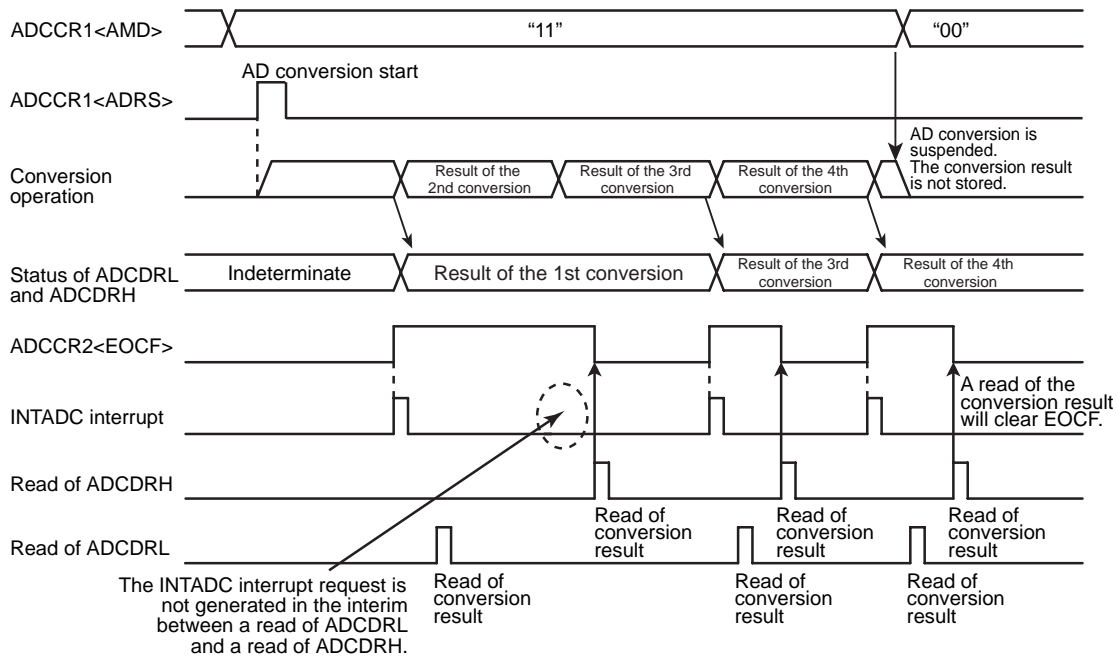 ADCCR1<AMD>
“11”
“00”
AD conversion start
ADCCR1<ADRS>
AD conversion is
suspended.
The conversion result
is not stored.
Conversion
operation
Result of the
2nd conversion
Result of the 3rd
conversion
Result of the 4th
conversion
Status of ADCDRL
and ADCDRH
Indeterminate
Result of the 1st conversion
Result of the 3rd
conversion
Result of the 4th
conversion
ADCCR2<EOCF>
A read of the
conversion result
will clear EOCF.
INTADC interrupt
Read of ADCDRH
Read of
conversion
result
Read of
conversion
result
Read of
conversion
result
Read of ADCDRL
The INTADC interrupt request is
not generated in the interim
between a read of ADCDRL
and a read of ADCDRH.
Read of
conversion
result
Read of
conversion
result
Read of
conversion
result